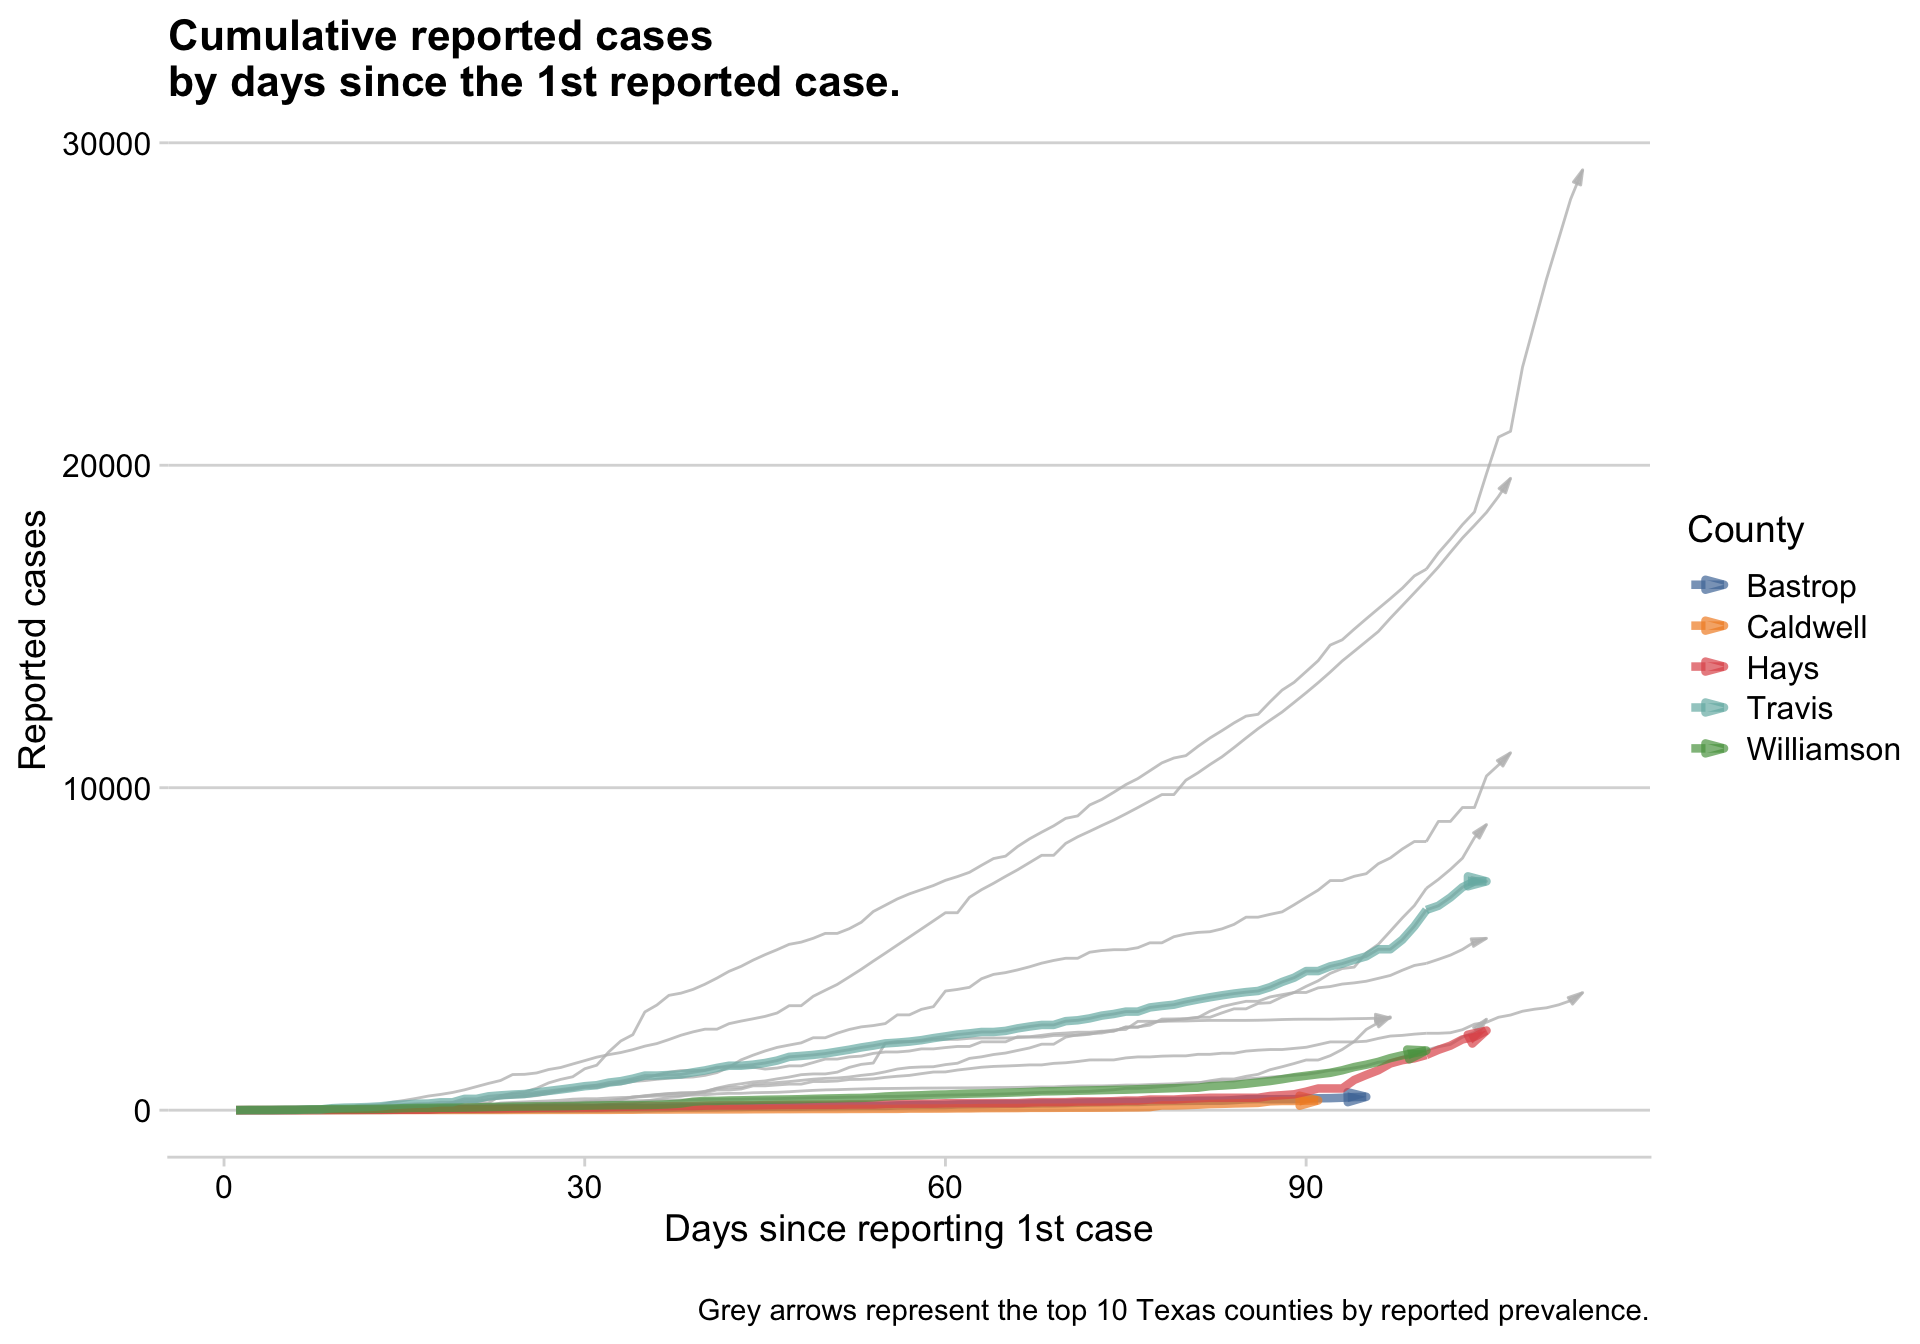 Cumulative reported cases
by days since the 1st reported case.
30000
20000
10000
0
Reported cases
0
30
60
90
Days since reporting 1st case
County
Bastrop
Caldwell
Hays
Travis
Williamson
Grey arrows represent the top 10 Texas counties by reported prevalence.